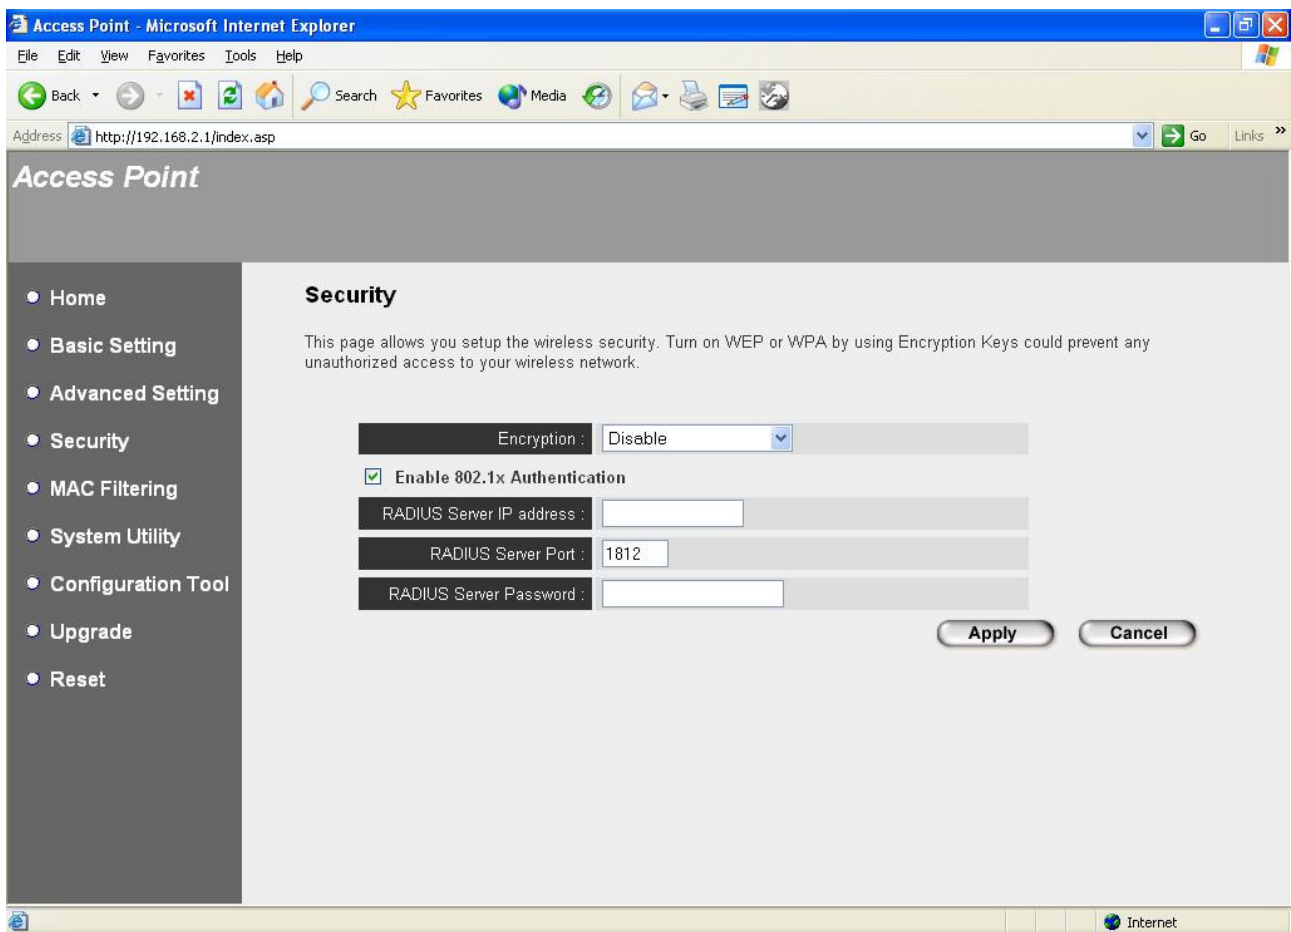 Access Point - Microsoft Internet Explorer
File Edit View Favorites Tools Help
Back Search Favorites Media
Address http://192.168.2.1/index.asp Go Links »
Access Point
Home
Basic Setting
Advanced Setting
Security
MAC Filtering
System Utility
Configuration Tool
Upgrade
Reset
Security
This page allows you setup the wireless security. Turn on WEP or WPA by using Encryption Keys could prevent any
unauthorized access to your wireless network.
Encryption : Disable
Enable 802.1x Authentication
RADIUS Server IP address :
RADIUS Server Port : 1812
RADIUS Server Password :
Apply Cancel
Internet